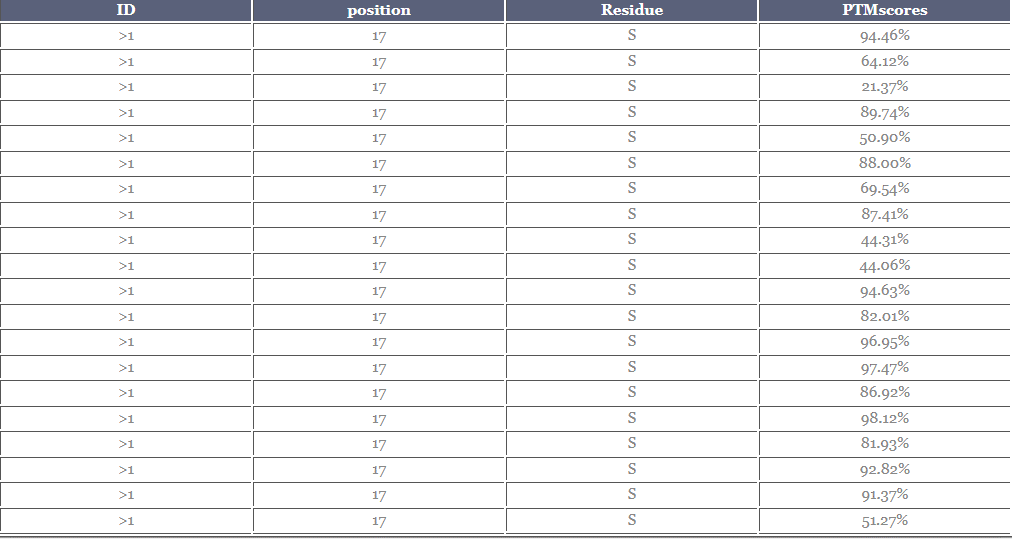 ID position Residue PTMscores
>1 17 S 94.46%
>1 17 S 64.12%
>1 17 S 21.37%
>1 17 S 89.74%
>1 17 S 50.90%
>1 17 S 88.00%
>1 17 S 69.54%
>1 17 S 87.41%
>1 17 S 44.31%
>1 17 S 44.06%
>1 17 S 94.63%
>1 17 S 82.01%
>1 17 S 96.95%
>1 17 S 97.47%
>1 17 S 86.92%
>1 17 S 98.12%
>1 17 S 81.93%
>1 17 S 92.82%
>1 17 S 91.37%
>1 17 S 51.27%